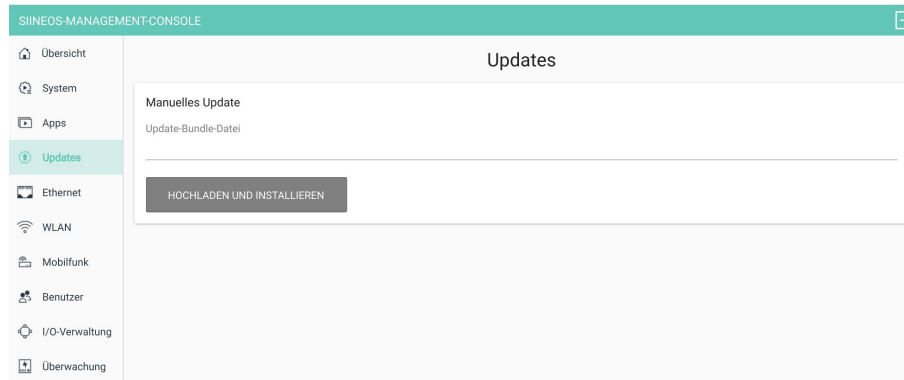 SIINEOS-MANAGEMENT-CONSOLE
Übersicht
System
Apps
Updates
Ethernet
WLAN
Mobilfunk
Benutzer
I/O-Verwaltung
Überwachung
Updates
Manuelles Update
Update-Bundle-Datei
HOCHLADEN UND INSTALLIEREN